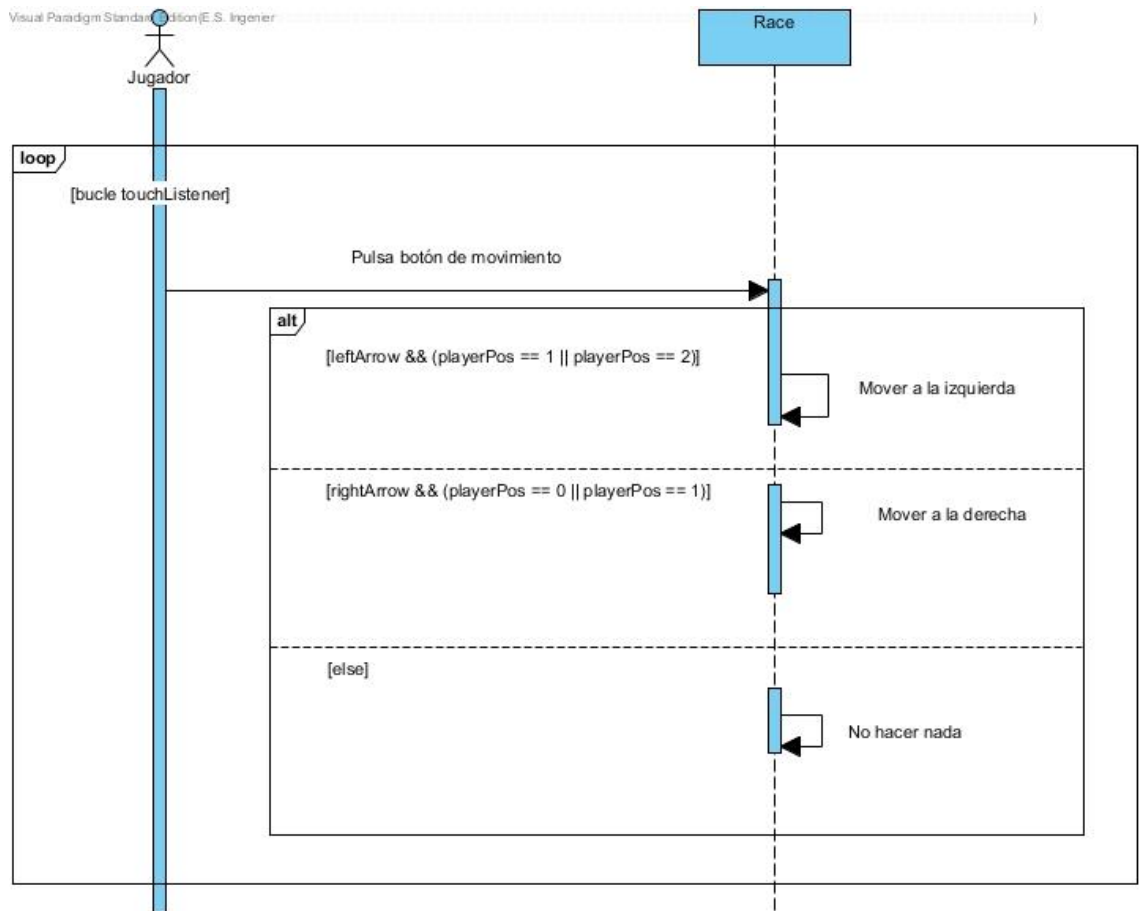 Visual Paradigm Standard Edition(E.S. Ingenier )
Race
Jugador
loop
[bucle touchListener]
Pulsa botón de movimiento
alt
[leftArrow && (playerPos == 1 || playerPos == 2)]
Mover a la izquierda
[rightArrow && (playerPos == 0 || playerPos == 1)]
Mover a la derecha
[else]
No hacer nada